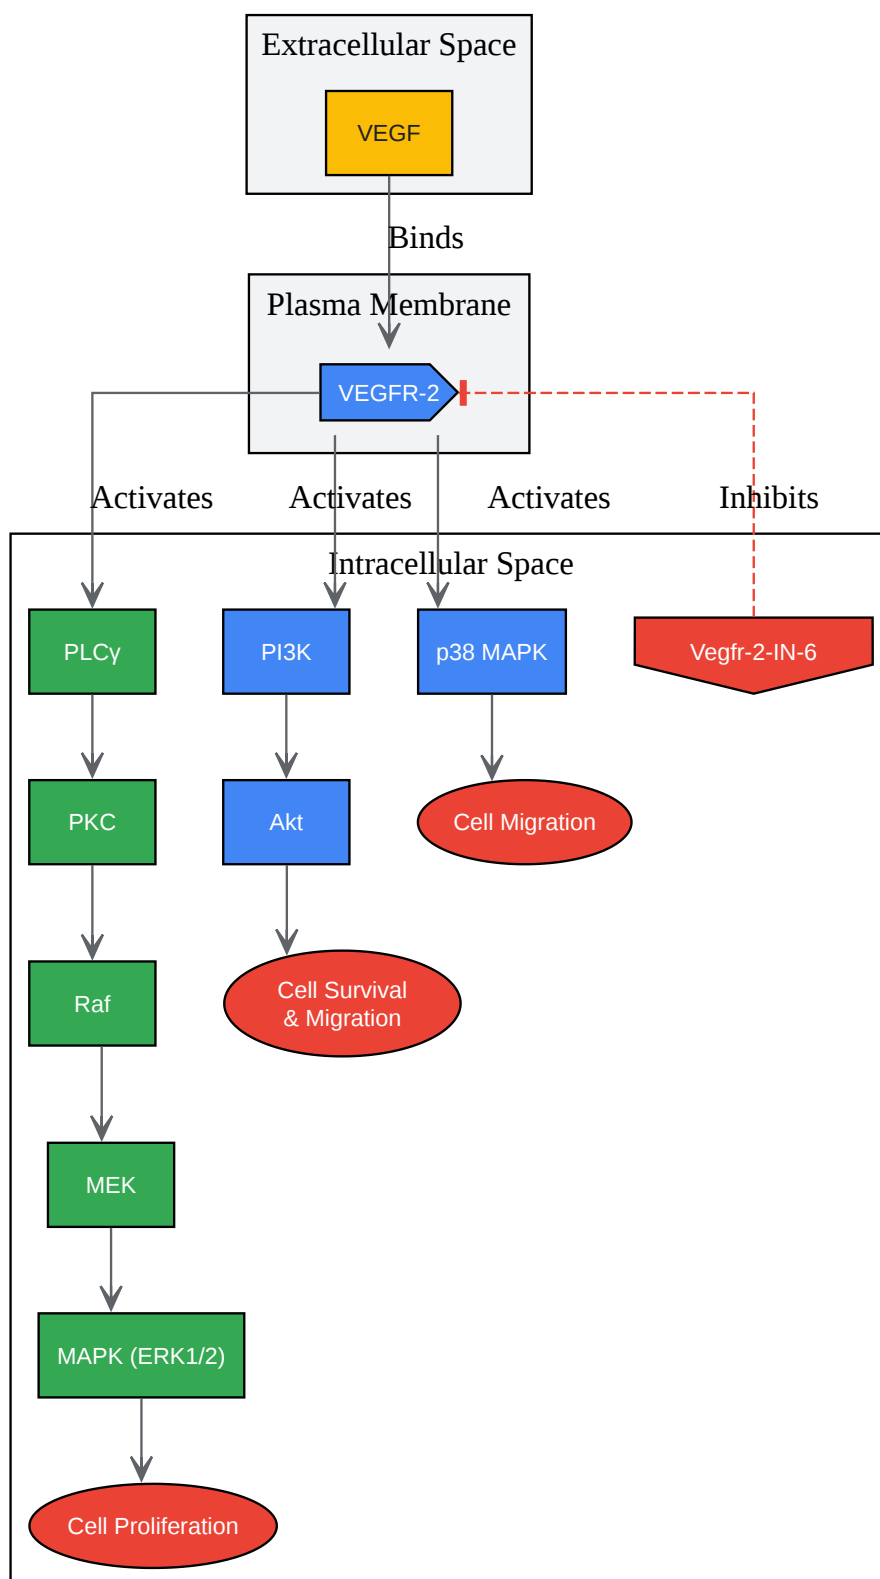 Extracellular Space
VEGF
Binds
Plasma Membrane
VEGFR-2
Activates
Activates
Activates
Inhibits
Intracellular Space
PLCγ
PI3K
p38 MAPK
Vegfr-2-IN-6
PKC
Akt
Cell Migration
Raf
Cell Survival
& Migration
MEK
MAPK (ERK1/2)
Cell Proliferation